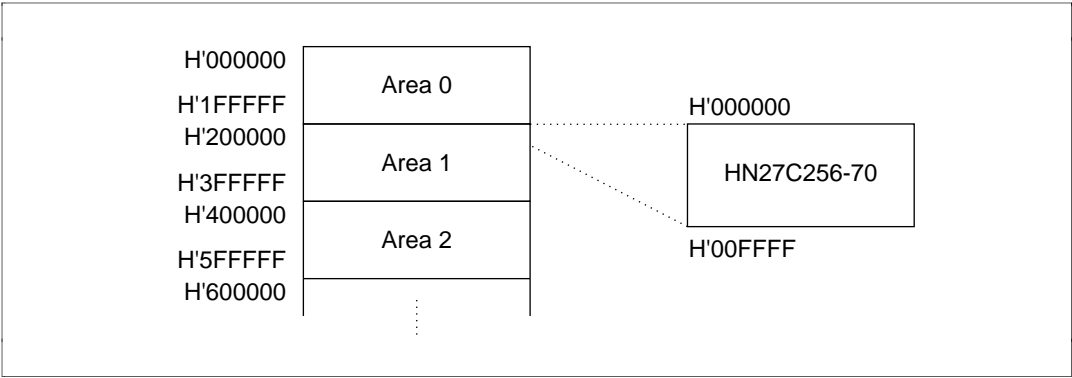 H'000000
Area 0
H'1FFFFF
H'000000
H'200000
Area 1
HN27C256-70
H'3FFFFF
H'400000
Area 2
H'00FFFF
H'5FFFFF
H'600000